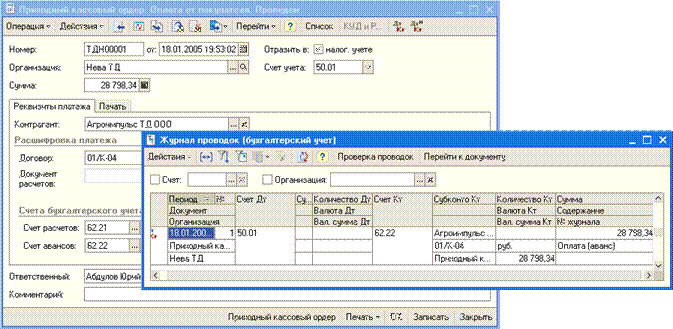 Приходный кассовый ордер: Оплата от покупателя. Проведен
Операция Действия Перейти ? Список КУДиР... Дт Кт Дт Кт
Номер: ТДН00001 от: 18.01.2005 19:53:02 Отразить в: налог. учете
Организация: Нева ТД ... Счет учета: 50.01
Сумма: 28 798,34
Реквизиты платежа Печать
Контрагент: Агроимпульс ТД ООО ...
Расшифровка платежа
Договор: 01/К-04
Документ расчетов:
Счета бухгалтерского учета
Счет расчетов: 62.21 ...
Счет авансов: 62.22 ...
Ответственный: Абдулов Юрий
Комментарий:
Приходный кассовый ордер Печать OK Записать Закрыть
Журнал проводок (бухгалтерский учет)
Действия ? Проверка проводок Перейти к документу
Счет: ... Организация: ...
Период № Счет Дт Су... Количество Дт Счет Кт Субконто Кт Количество Кт Сумма
Документ Валюта Дт Валюта Кт Содержание
Организация Вал. сумма Дт Вал. сумма Кт № журнала
18.01.200... 1 50.01 62.22 Агроимпульс ... 28 798,34
Приходный ка... 01/К-04 руб. Оплата (аванс)
Нева ТД Приходный к... 28 798,34